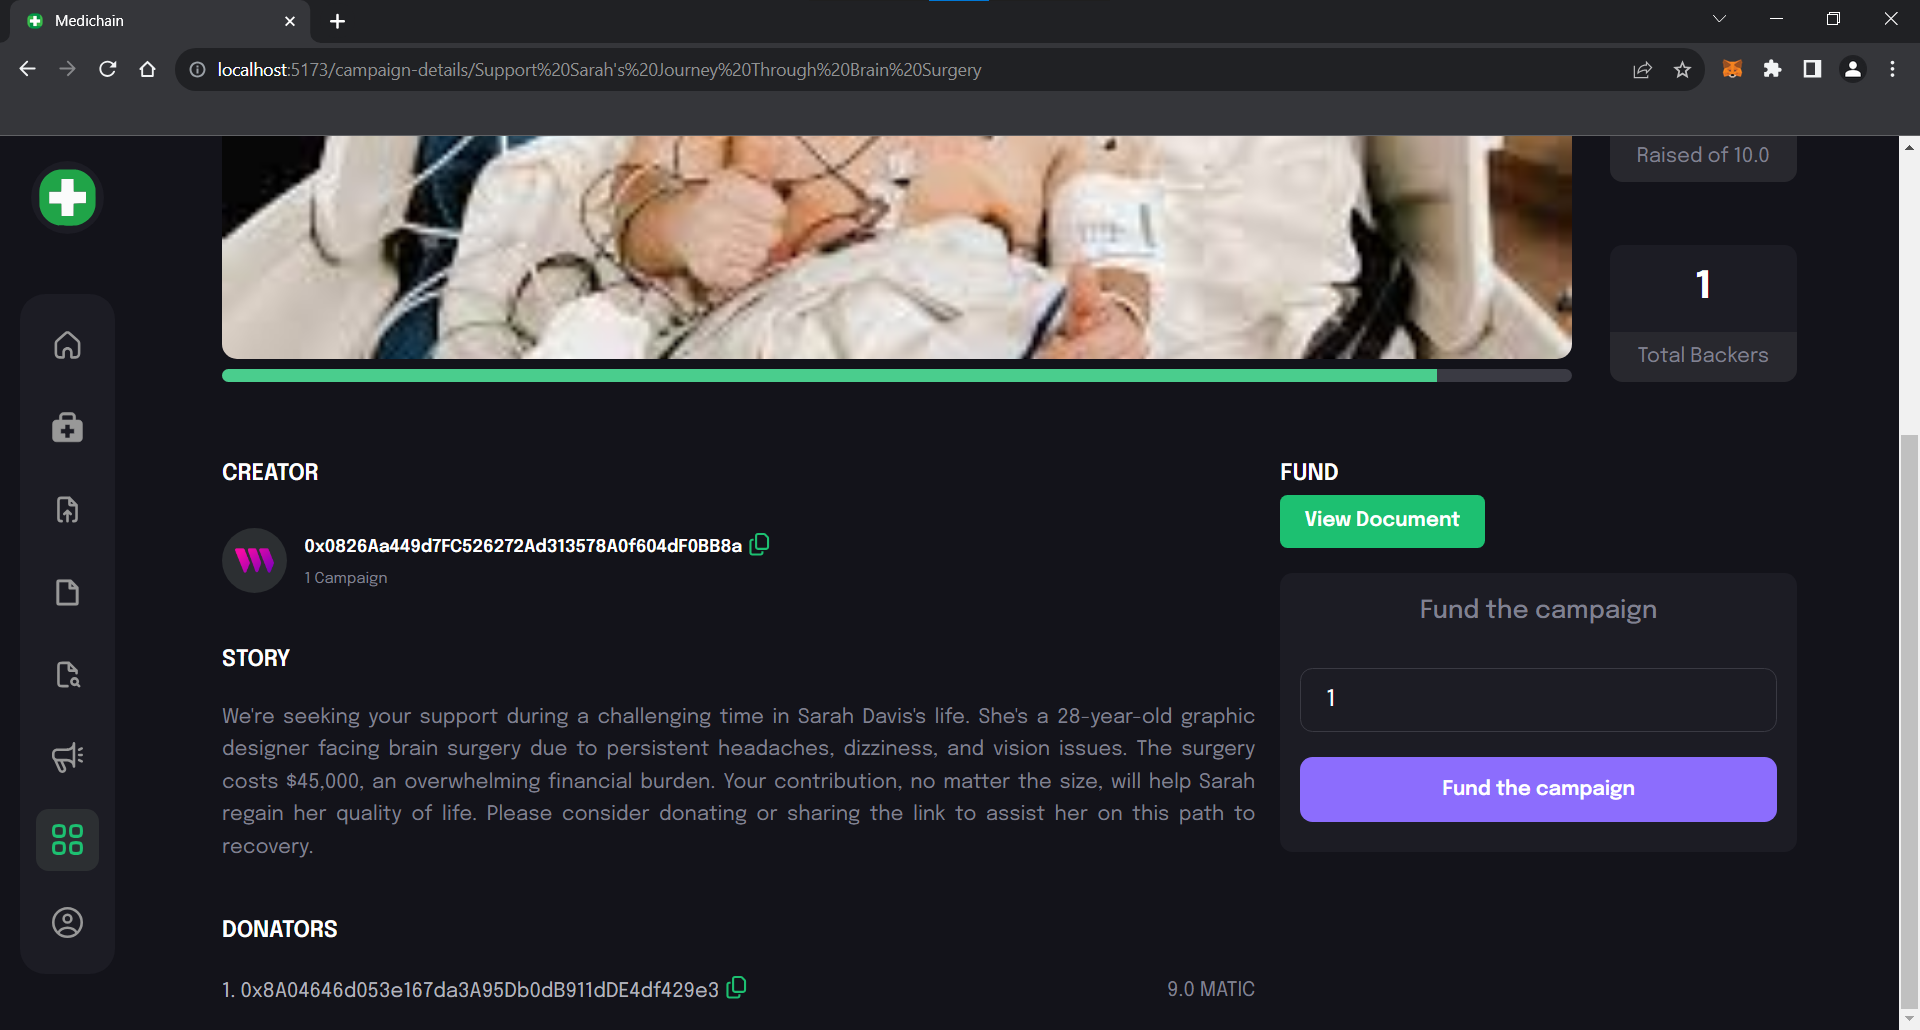 Medichain
localhost:5173/campaign-details/Support%20Sarah's%20Journey%20Through%20Brain%20Surgery
Raised of 10.0
1
Total Backers
CREATOR
0x0826Aa449d7FC526272Ad313578A0f604dF0BB8a
1 Campaign
STORY
We're seeking your support during a challenging time in Sarah Davis's life. She's a 28-year-old graphic
designer facing brain surgery due to persistent headaches, dizziness, and vision issues. The surgery
costs $45,000, an overwhelming financial burden. Your contribution, no matter the size, will help Sarah
regain her quality of life. Please consider donating or sharing the link to assist her on this path to
recovery.
DONATORS
1. 0x8A04646d053e167da3A95Db0dB911dDE4df429e3
9.0 MATIC
FUND
View Document
Fund the campaign
1
Fund the campaign